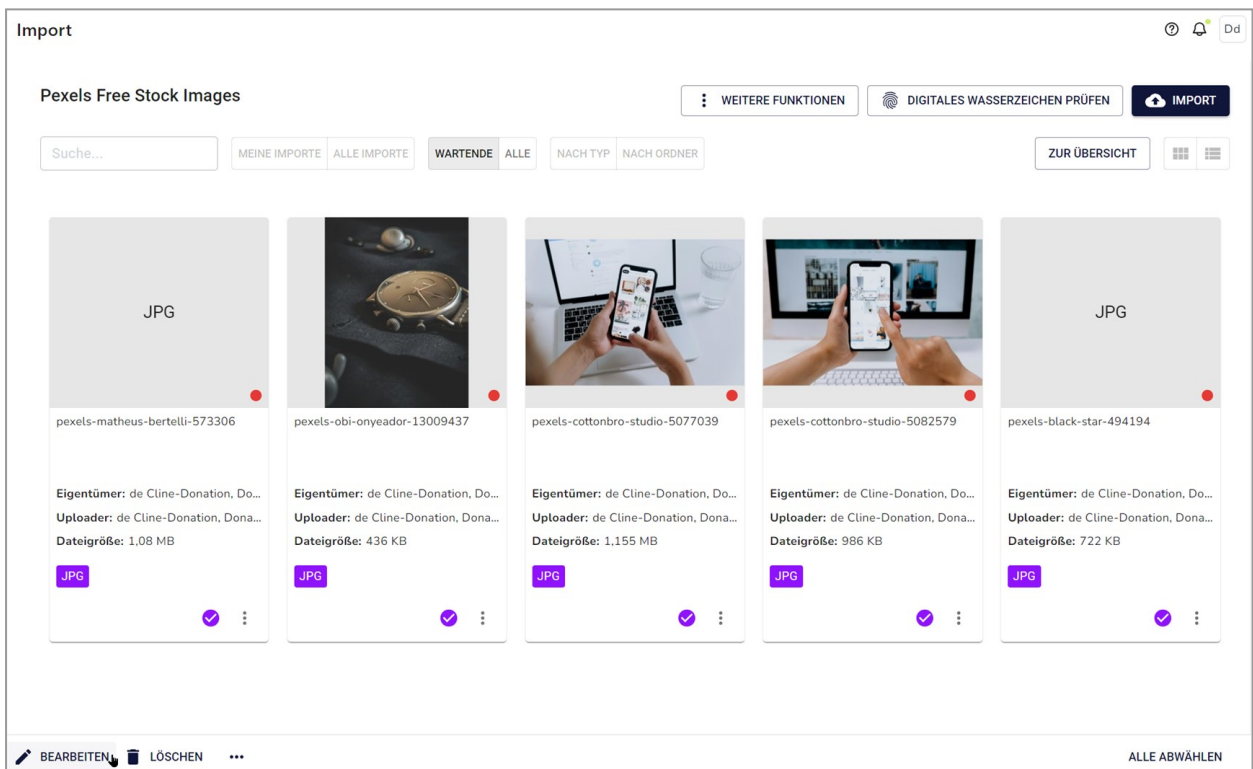 Import
Dd
Pexels Free Stock Images
WEITERE FUNKTIONEN
DIGITALES WASSERZEICHEN PRÜFEN
IMPORT
Suche...
MEINE IMPORTE
ALLE IMPORTE
WARTENDE
ALLE
NACH TYP
NACH ORDNER
ZUR ÜBERSICHT
JPG
pexels-matheus-bertelli-573306
Eigentümer: de Cline-Donation, Do...
Uploader: de Cline-Donation, Dona...
Dateigröße: 1,08 MB
JPG
pexels-obi-onyeador-13009437
Eigentümer: de Cline-Donation, Do...
Uploader: de Cline-Donation, Dona...
Dateigröße: 436 KB
JPG
pexels-cottonbro-studio-5077039
Eigentümer: de Cline-Donation, Do...
Uploader: de Cline-Donation, Dona...
Dateigröße: 1,155 MB
JPG
pexels-cottonbro-studio-5082579
Eigentümer: de Cline-Donation, Do...
Uploader: de Cline-Donation, Dona...
Dateigröße: 986 KB
JPG
JPG
pexels-black-star-494194
Eigentümer: de Cline-Donation, Do...
Uploader: de Cline-Donation, Dona...
Dateigröße: 722 KB
JPG
BEARBEITEN
LÖSCHEN
ALLE ABWÄHLEN